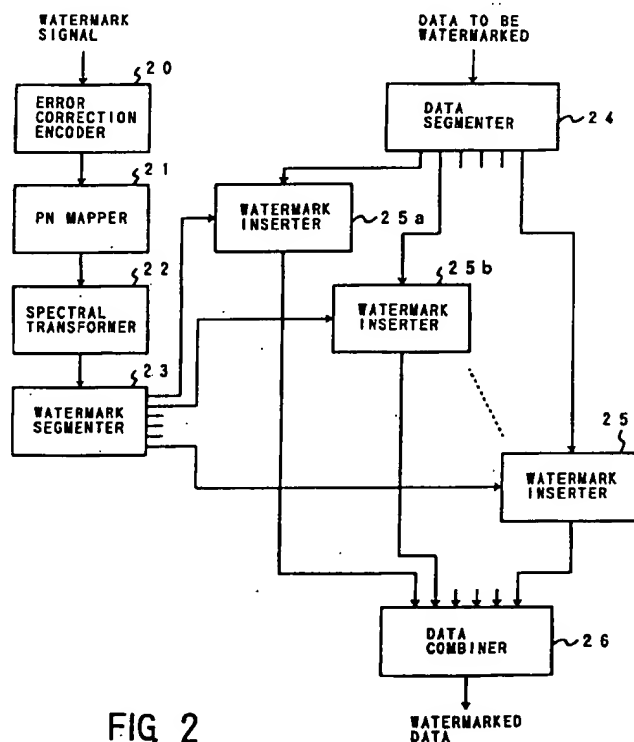 WATERMARK
SIGNAL
20
ERROR
CORRECTION
ENCODER
21
PN MAPPER
22
SPECTRAL
TRANSFORMER
23
WATERMARK
SEGMENTER
DATA TO BE
WATERMARKED
DATA
SEGMENTER
24
WATERMARK
INSERTER
25a
25b
WATERMARK
INSERTER
25
WATERMARK
INSERTER
DATA
COMBINER
26
WATERMARKED
DATA
FIG 2